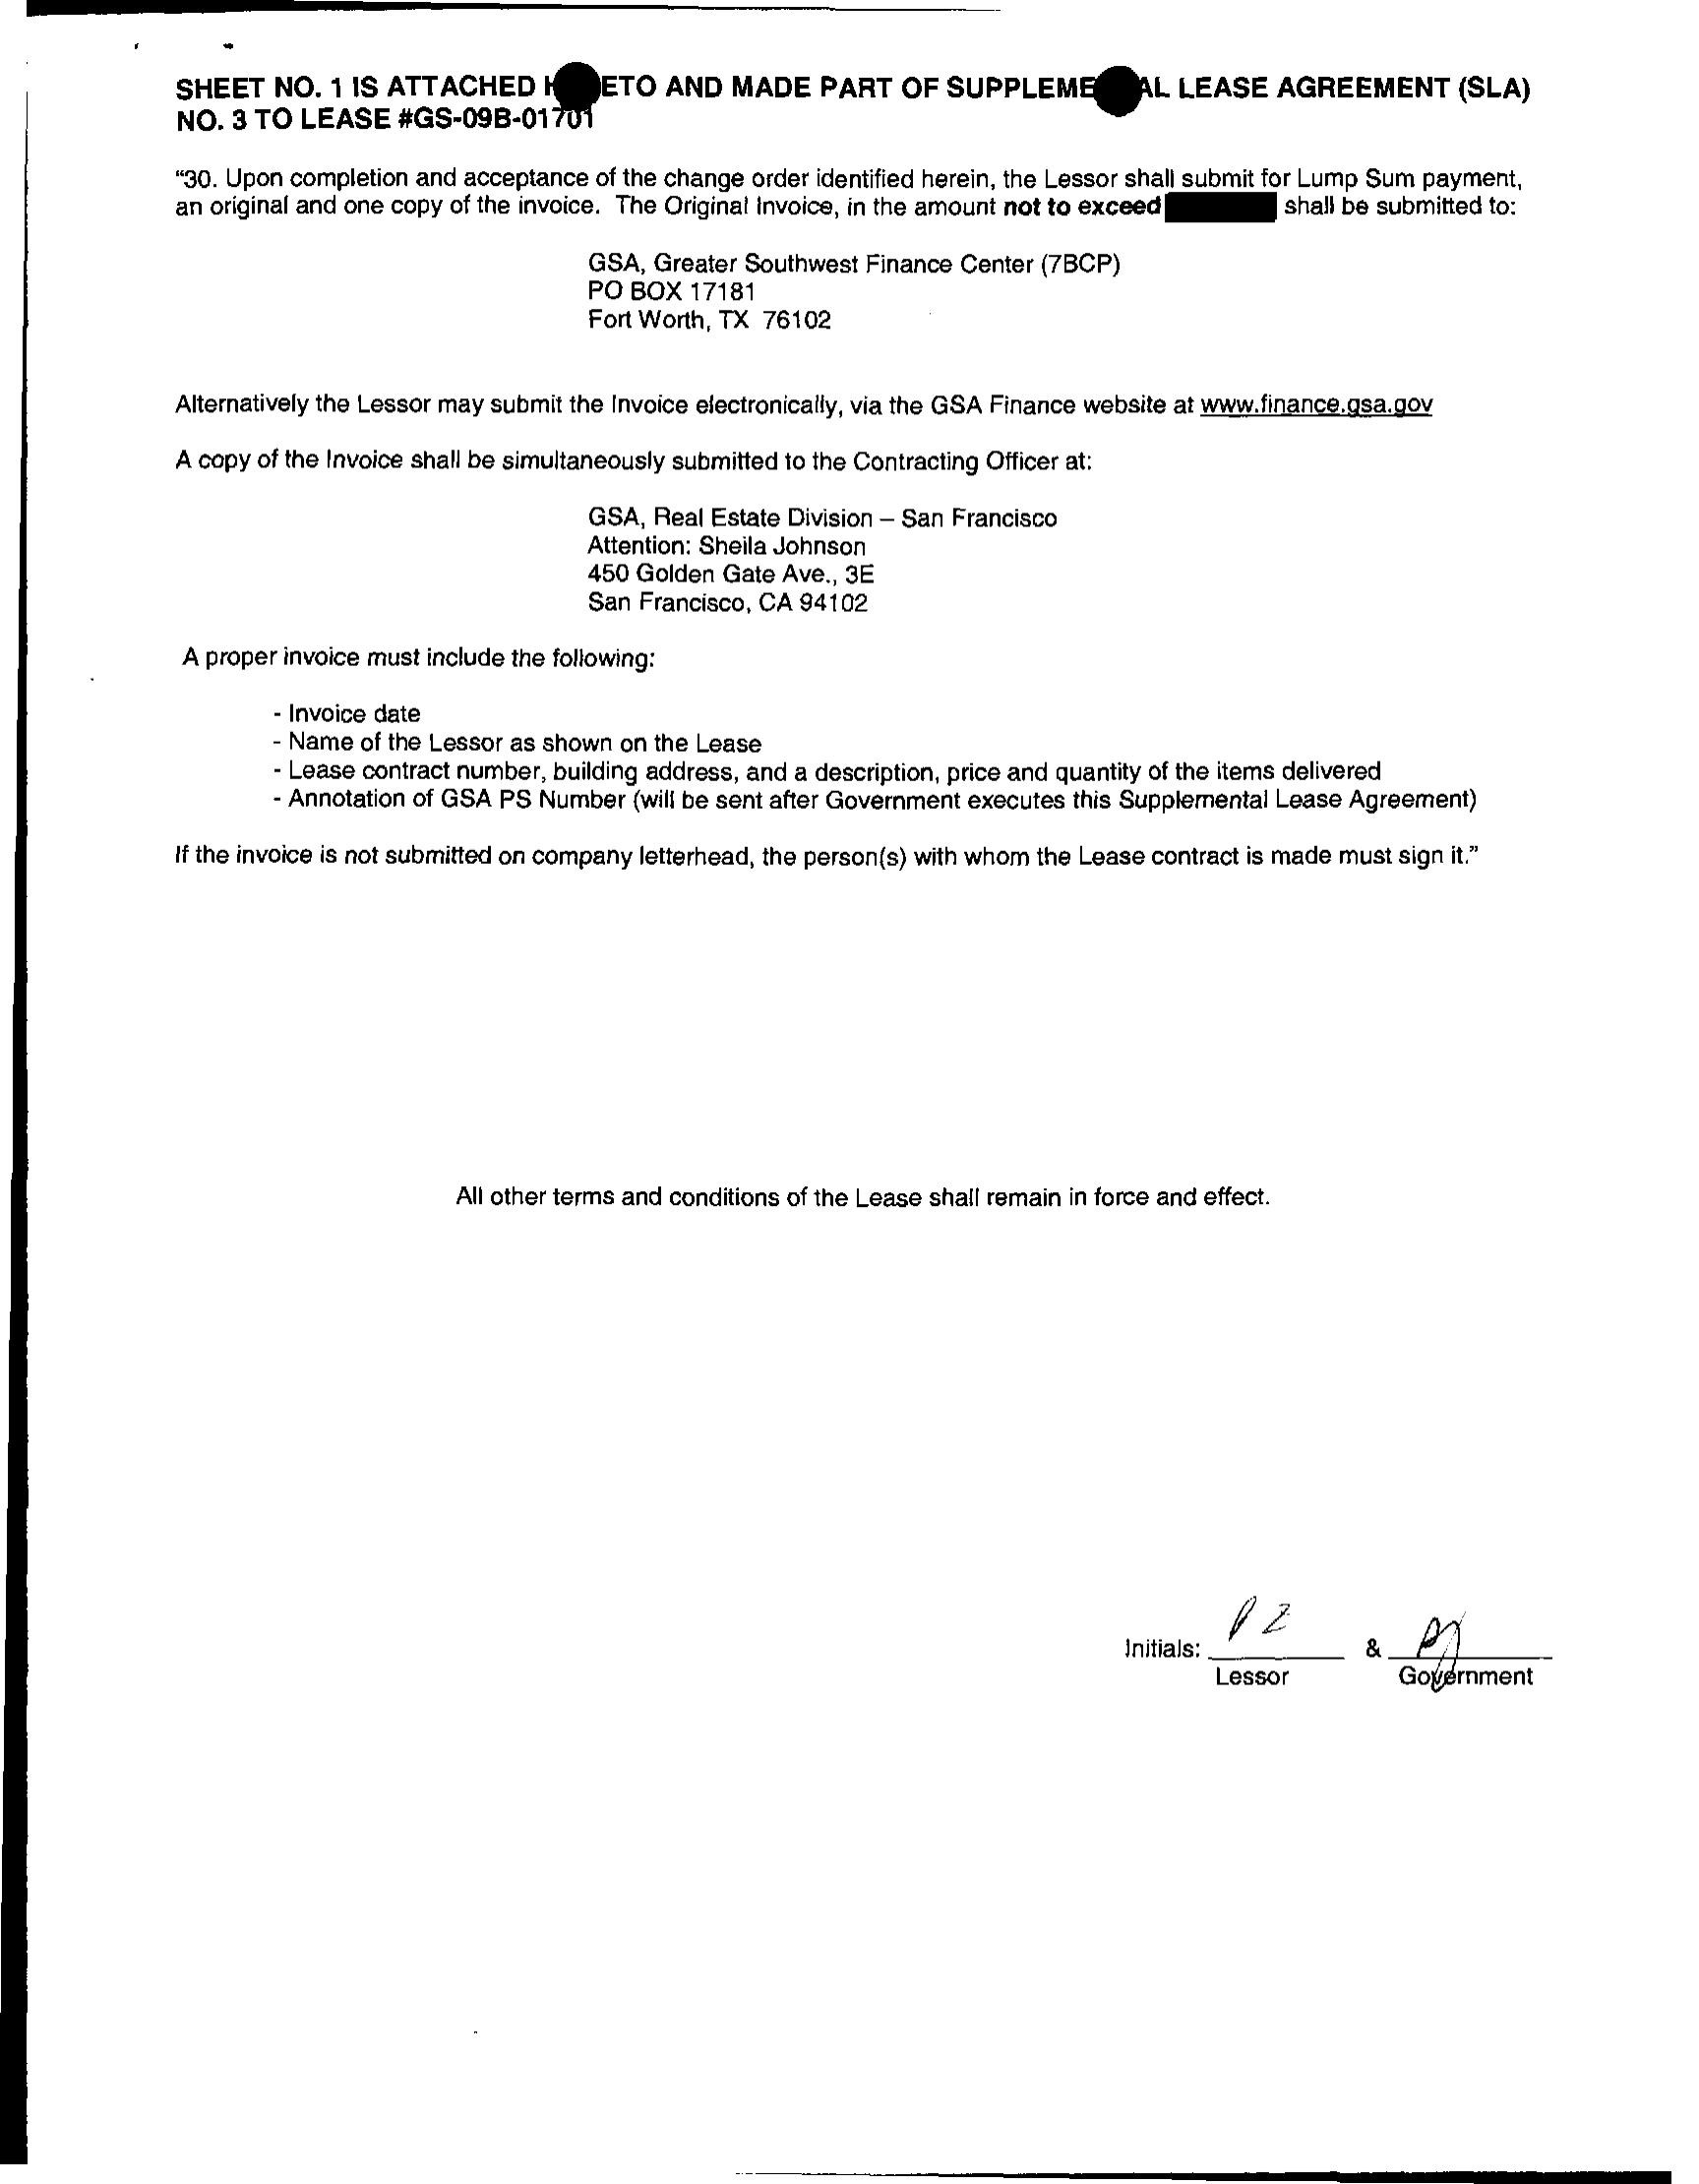 SHEET NO. 1 IS ATTACHED ETO AND MADE PART OF LEASE AGREEMENT (SLA)
NO. 3 TO LEASE #GS-09B-01701
“30. Upon completion and acceptance of the change order identified herein, the Lessor shall submit for Lump Sum payment,
an original and one copy of the invoice. The Original Invoice, in the amount not to exceed shall be submitted to:
GSA, Greater Southwest Finance Center (7BCP)
PO BOX 17181
Fort Worth, TX 76102
Alternatively the Lessor may submit the Invoice electronically, via the GSA Finance website at www.finance.gsa.gov
A copy of the Invoice shall be simultaneously submitted to the Contracting Officer at:
GSA, Real Estate Division – San Francisco
Attention: Sheila Johnson
450 Golden Gate Ave., 3E
San Francisco, CA 94102
A proper invoice must include the following:
- Invoice date
- Name of the Lessor as shown on the Lease
- Lease contract number, building address, and a description, price and quantity of the items delivered
- Annotation of GSA PS Number (will be sent after Government executes this Supplemental Lease Agreement)
If the invoice is not submitted on company letterhead, the person(s) with whom the Lease contract is made must sign it.”
All other terms and conditions of the Lease shall remain in force and effect.
Initials: &
Lessor Government